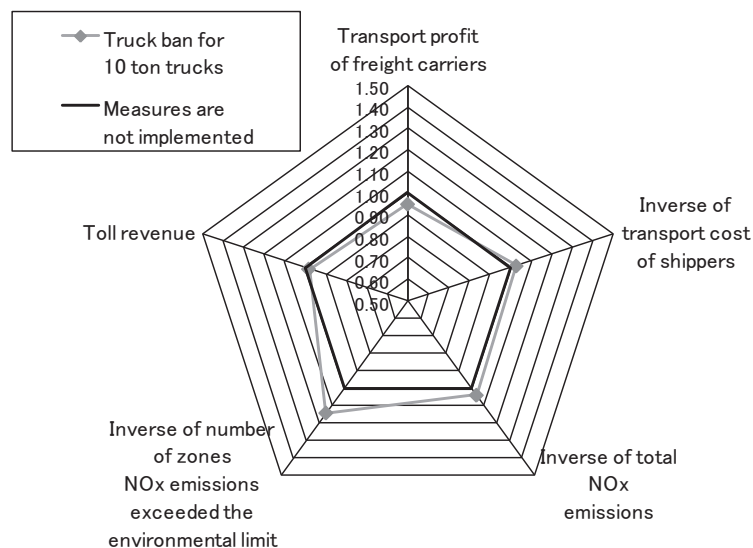 Truck ban for
10 ton trucks
Measures are
not implemented
Transport profit
of freight carriers
1.50
1.40
1.30
1.20
1.10
1.00
0.90
0.80
0.70
0.60
0.50
Inverse of
transport cost
of shippers
Toll revenue
Inverse of number
of zones
NOx emissions
exceeded the
environmental limit
Inverse of total
NOx
emissions